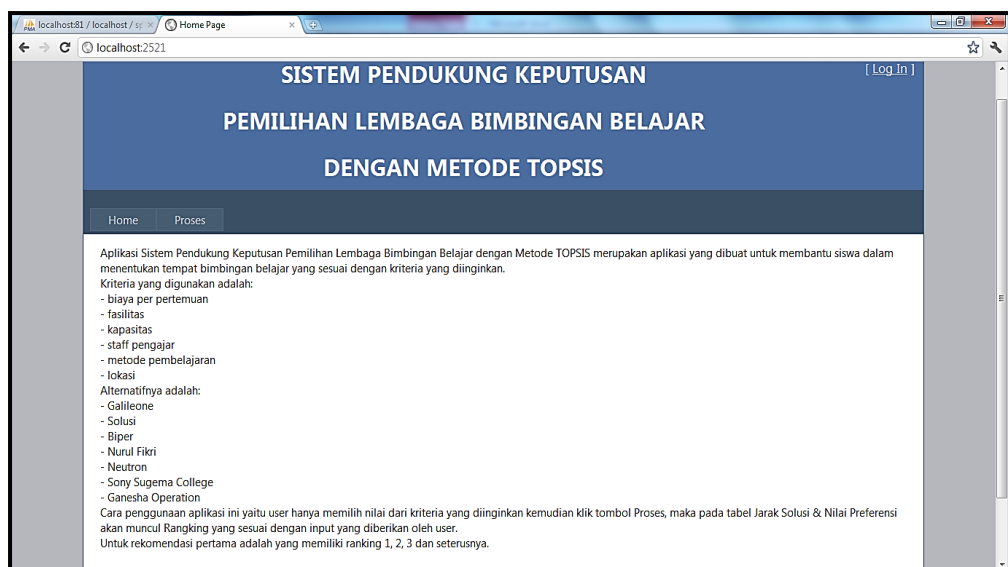 localhost:81 / localhost / sp
Home Page
localhost:2521
SISTEM PENDUKUNG KEPUTUSAN
[ Log In ]
PEMILIHAN LEMBAGA BIMBINGAN BELAJAR
DENGAN METODE TOPSIS
Home
Proses
Aplikasi Sistem Pendukung Keputusan Pemilihan Lembaga Bimbingan Belajar dengan Metode TOPSIS merupakan aplikasi yang dibuat untuk membantu siswa dalam
menentukan tempat bimbingan belajar yang sesuai dengan kriteria yang diinginkan.
Kriteria yang digunakan adalah:
- biaya per pertemuan
- fasilitas
- kapasitas
- staff pengajar
- metode pembelajaran
- lokasi
Alternatifnya adalah:
- Galileone
- Solusi
- Biper
- Nurul Fikri
- Neutron
- Sony Sugema College
- Ganesha Operation
Cara penggunaan aplikasi ini yaitu user hanya memilih nilai dari kriteria yang diinginkan kemudian klik tombol Proses, maka pada tabel Jarak Solusi & Nilai Preferensi
akan muncul Rangking yang sesuai dengan input yang diberikan oleh user.
Untuk rekomendasi pertama adalah yang memiliki ranking 1, 2, 3 dan seterusnya.